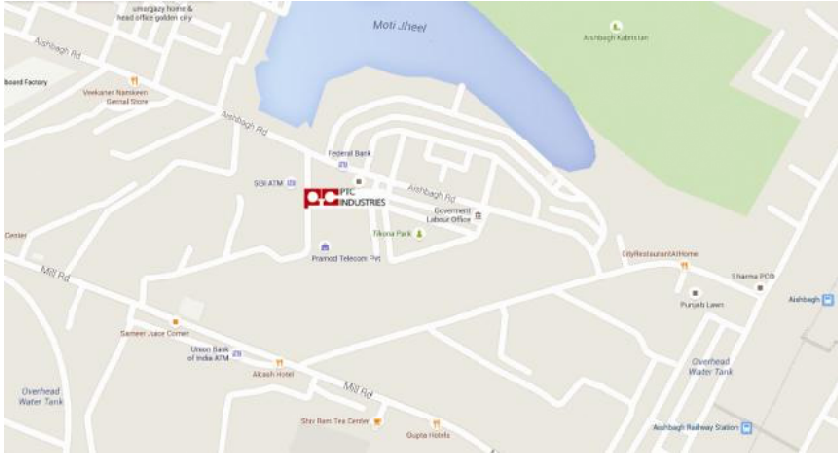 umargazy home &
head office golden city
Moti Jheel
Aishbagh Kabristan
Aishbagh Rd
board Factory
Veekaner Namkeen
Gernal Store
Aishbagh Rd
Federal Bank
SBI ATM
PTC
INDUSTRIES
Aishbagh Rd
Goverment
Labour Office
Tikona Park
Center
Pramod Telecom Pvt
CityRestaurantAtHome
Mill Rd
Sharma PCO
Aishbagh
Punjab Lawn
Sameer Juice Corner
Union Bank
of India ATM
Akash Hotel
Overhead
Water Tank
Mill Rd
Overhead
Water Tank
Shiv Ram Tea Center
Gupta Hotels
Aishbagh Railway Station